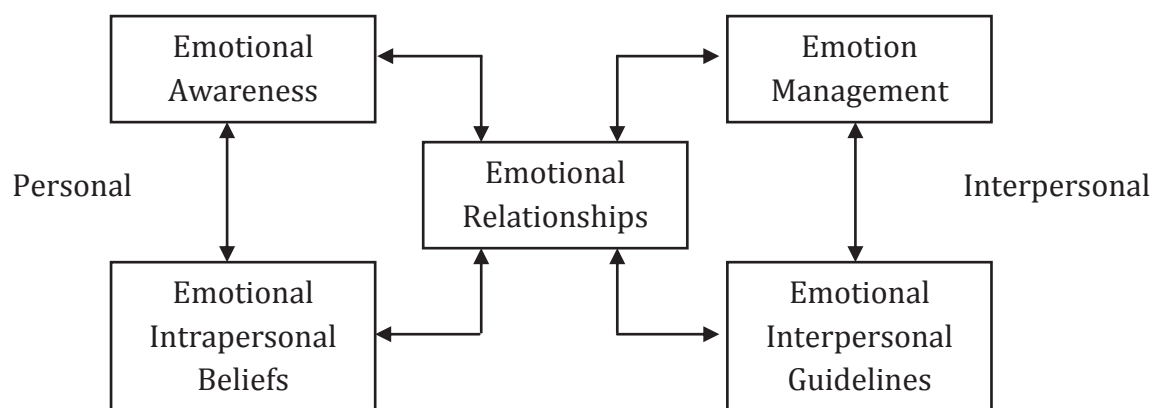 Emotional
Awareness
Emotion
Management
Personal
Emotional
Relationships
Interpersonal
Emotional
Intrapersonal
Beliefs
Emotional
Interpersonal
Guidelines